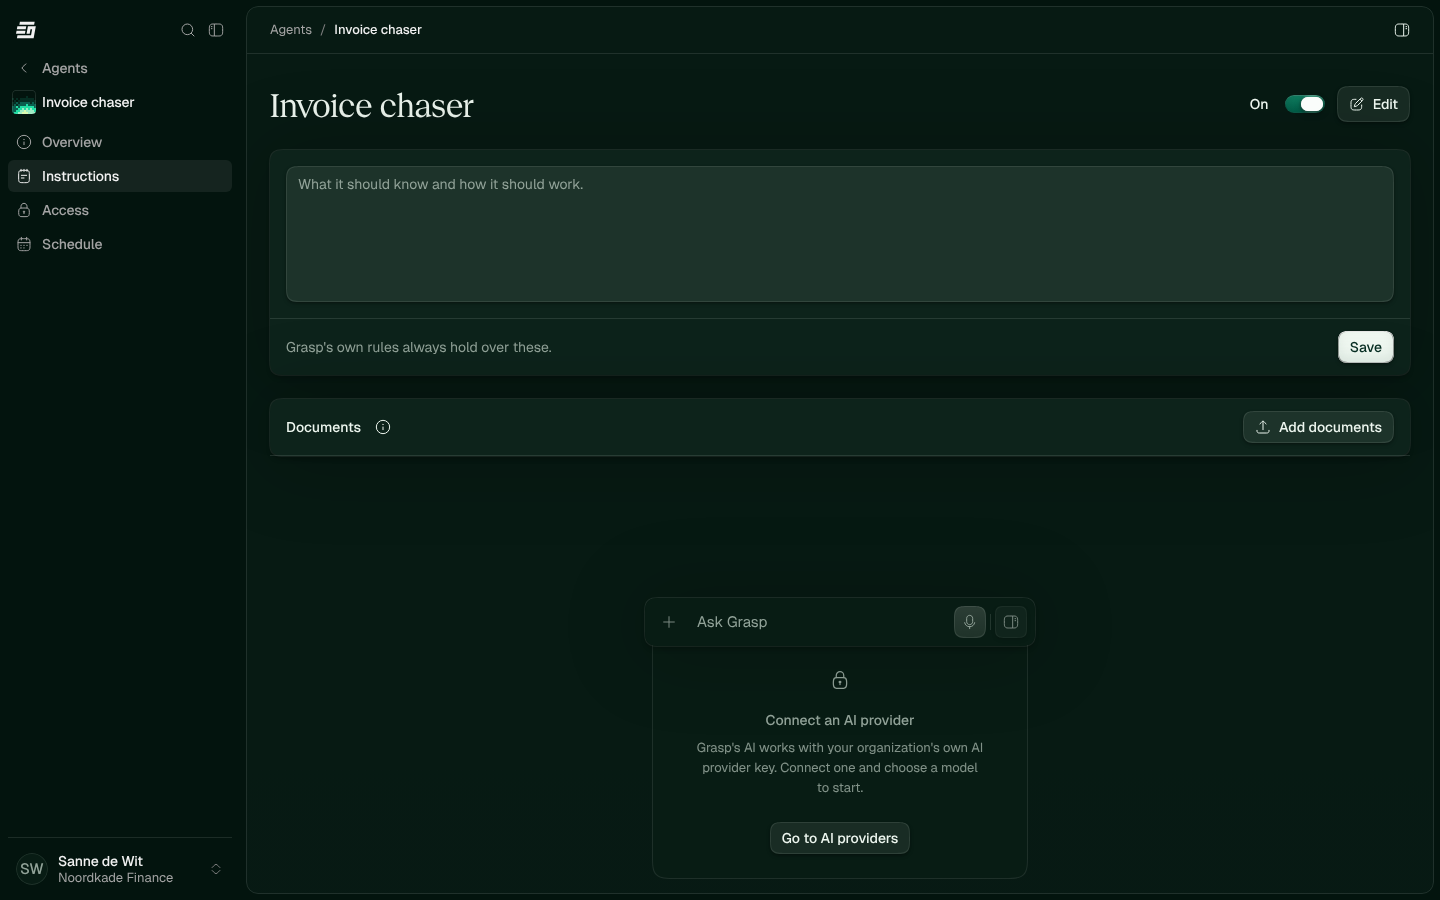 Agents / Invoice chaser
Agents
Invoice chaser
Overview
Instructions
Access
Schedule
Invoice chaser
On
Edit
What it should know and how it should work.
Grasp's own rules always hold over these.
Save
Documents
Add documents
Ask Grasp
Connect an AI provider
Grasp's AI works with your organization's own AI
provider key. Connect one and choose a model
to start.
Go to AI providers
SW
Sanne de Wit
Noordkade Finance